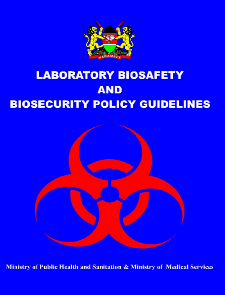 LABORATORY BIOSAFETY
AND
BIOSECURITY POLICY GUIDELINES
Ministry of Public Health and Sanitation & Ministry of Medical Services